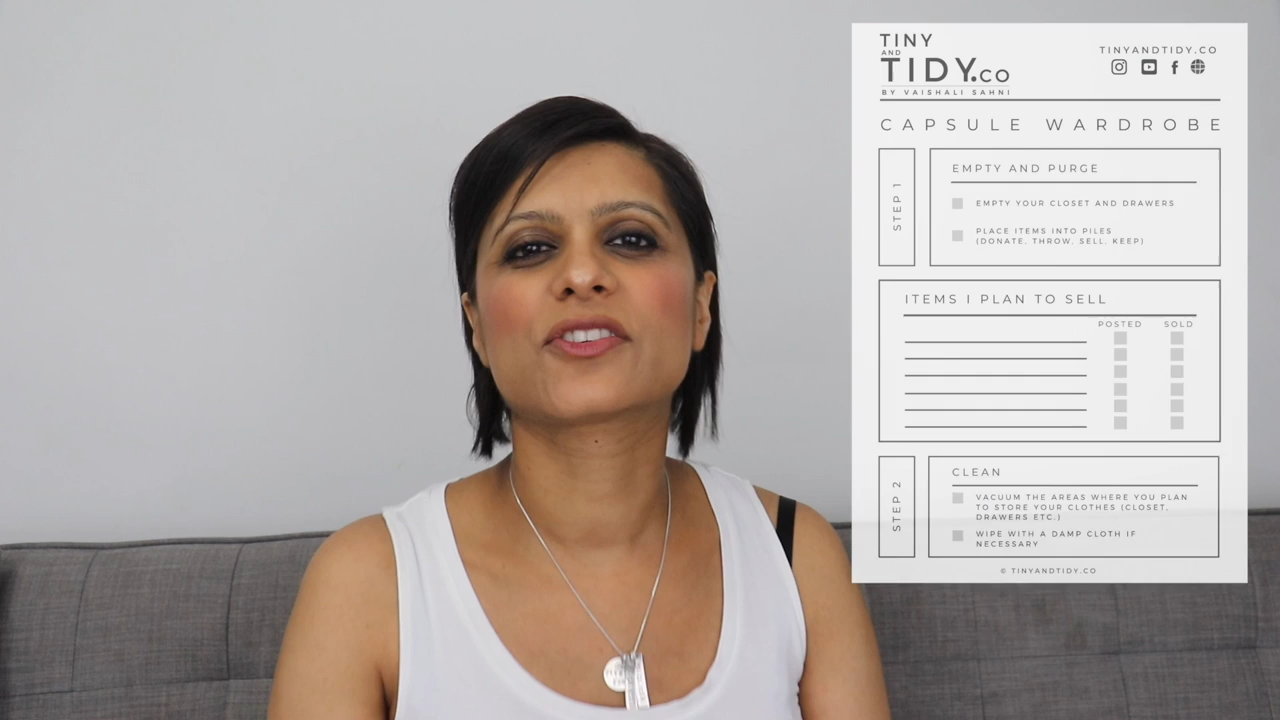 TINY
AND
TIDY.CO
BY VAISHALI SAHNI
TINYANDTIDY.CO
CAPSULE WARDROBE
STEP 1
EMPTY AND PURGE
EMPTY YOUR CLOSET AND DRAWERS
PLACE ITEMS INTO PILES
(DONATE, THROW, SELL, KEEP)
ITEMS I PLAN TO SELL
POSTED SOLD
STEP 2
CLEAN
VACUUM THE AREAS WHERE YOU PLAN
TO STORE YOUR CLOTHES (CLOSET,
DRAWERS ETC.)
WIPE WITH A DAMP CLOTH IF
NECESSARY
© TINYANDTIDY.CO